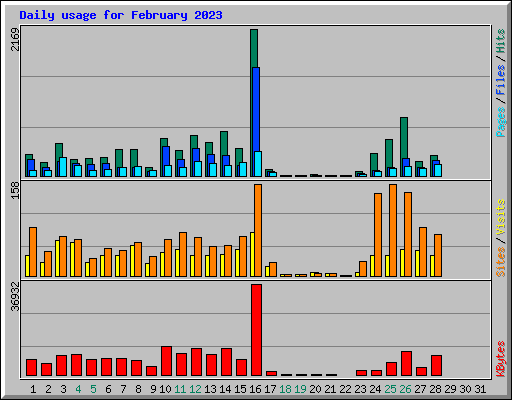 Daily usage for February 2023
2169
Pages / Files / Hits
158
Sites / Visits
36932
KBytes
1 2 3 4 5 6 7 8 9 10 11 12 13 14 15 16 17 18 19 20 21 22 23 24 25 26 27 28 29 30 31